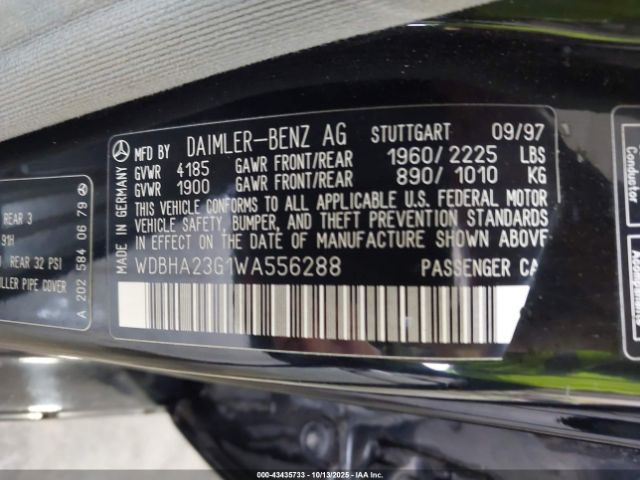 MFD BY DAIMLER-BENZ AG STUTTGART 09/97
GVWR 4185 GAWR FRONT/REAR 1960/2225 LBS
GVWR 1900 GAWR FRONT/REAR 890/1010 KG
THIS VEHICLE CONFORMS TO ALL APPLICABLE U.S. FEDERAL MOTOR
VEHICLE SAFETY, BUMPER, AND THEFT PREVENTION STANDARDS
IN EFFECT ON THE DATE OF MANUFACTURE SHOWN ABOVE
WDBHA23G1WA556288 PASSENGER CA
MADE IN GERMANY
REAR 3
91H
REAR 32 PSI
LLER PIPE COVER
A 202 584 06 79
Conductor
© 2000- #43435733 | 10/13/2025 | IAA Inc.